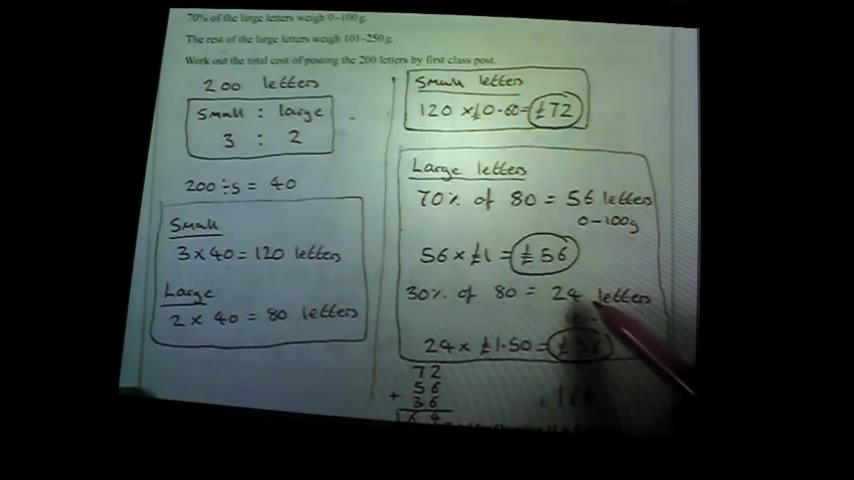 70% of the large letters weigh 0–100 g.
The rest of the large letters weigh 101–250 g.
Work out the total cost of posting the 200 letters by first class post.
200 letters
Small : large
3 : 2
200 ÷ 5 = 40
Small
3 x 40 = 120 letters
Large
2 x 40 = 80 letters
Small letters
120 x £0.60 = £72
Large letters
70% of 80 = 56 letters
0-100g
56 x £1 = £56
30% of 80 = 24 letters
24 x £1.50 = £36
72
56
+ 36
164
£164